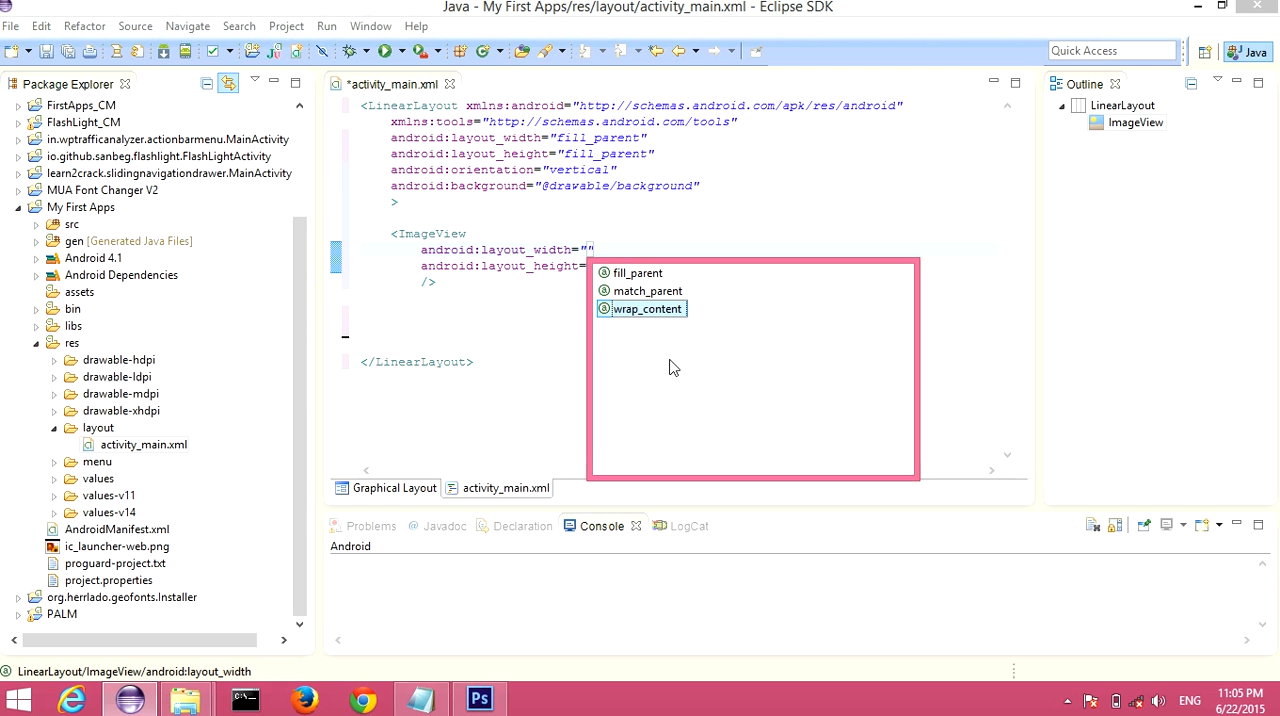 Java - My First Apps/res/layout/activity_main.xml - Eclipse SDK
File Edit Refactor Source Navigate Search Project Run Window Help
Quick Access
Java
Package Explorer
FirstApps_CM
FlashLight_CM
in.wptrafficanalyzer.actionbarmenu.MainActivity
io.github.sanbeg.flashlight.FlashLightActivity
learn2crack.slidingnavigationdrawer.MainActivity
MUA Font Changer V2
My First Apps
src
gen [Generated Java Files]
Android 4.1
Android Dependencies
assets
bin
libs
res
drawable-hdpi
drawable-ldpi
drawable-mdpi
drawable-xhdpi
layout
activity_main.xml
menu
values
values-v11
values-v14
AndroidManifest.xml
ic_launcher-web.png
proguard-project.txt
project.properties
org.herrlado.geofonts.Installer
PALM
*activity_main.xml
<LinearLayout xmlns:android="http://schemas.android.com/apk/res/android"
xmlns:tools="http://schemas.android.com/tools"
android:layout_width="fill_parent"
android:layout_height="fill_parent"
android:orientation="vertical"
android:background="@drawable/background"
>
<ImageView
android:layout_width=""
android:layout_height=
/>
</LinearLayout>
fill_parent
match_parent
wrap_content
Graphical Layout
activity_main.xml
Outline
LinearLayout
ImageView
Problems
Javadoc
Declaration
Console
LogCat
Android
LinearLayout/ImageView/android:layout_width
Ps
ENG
11:05 PM
6/22/2015